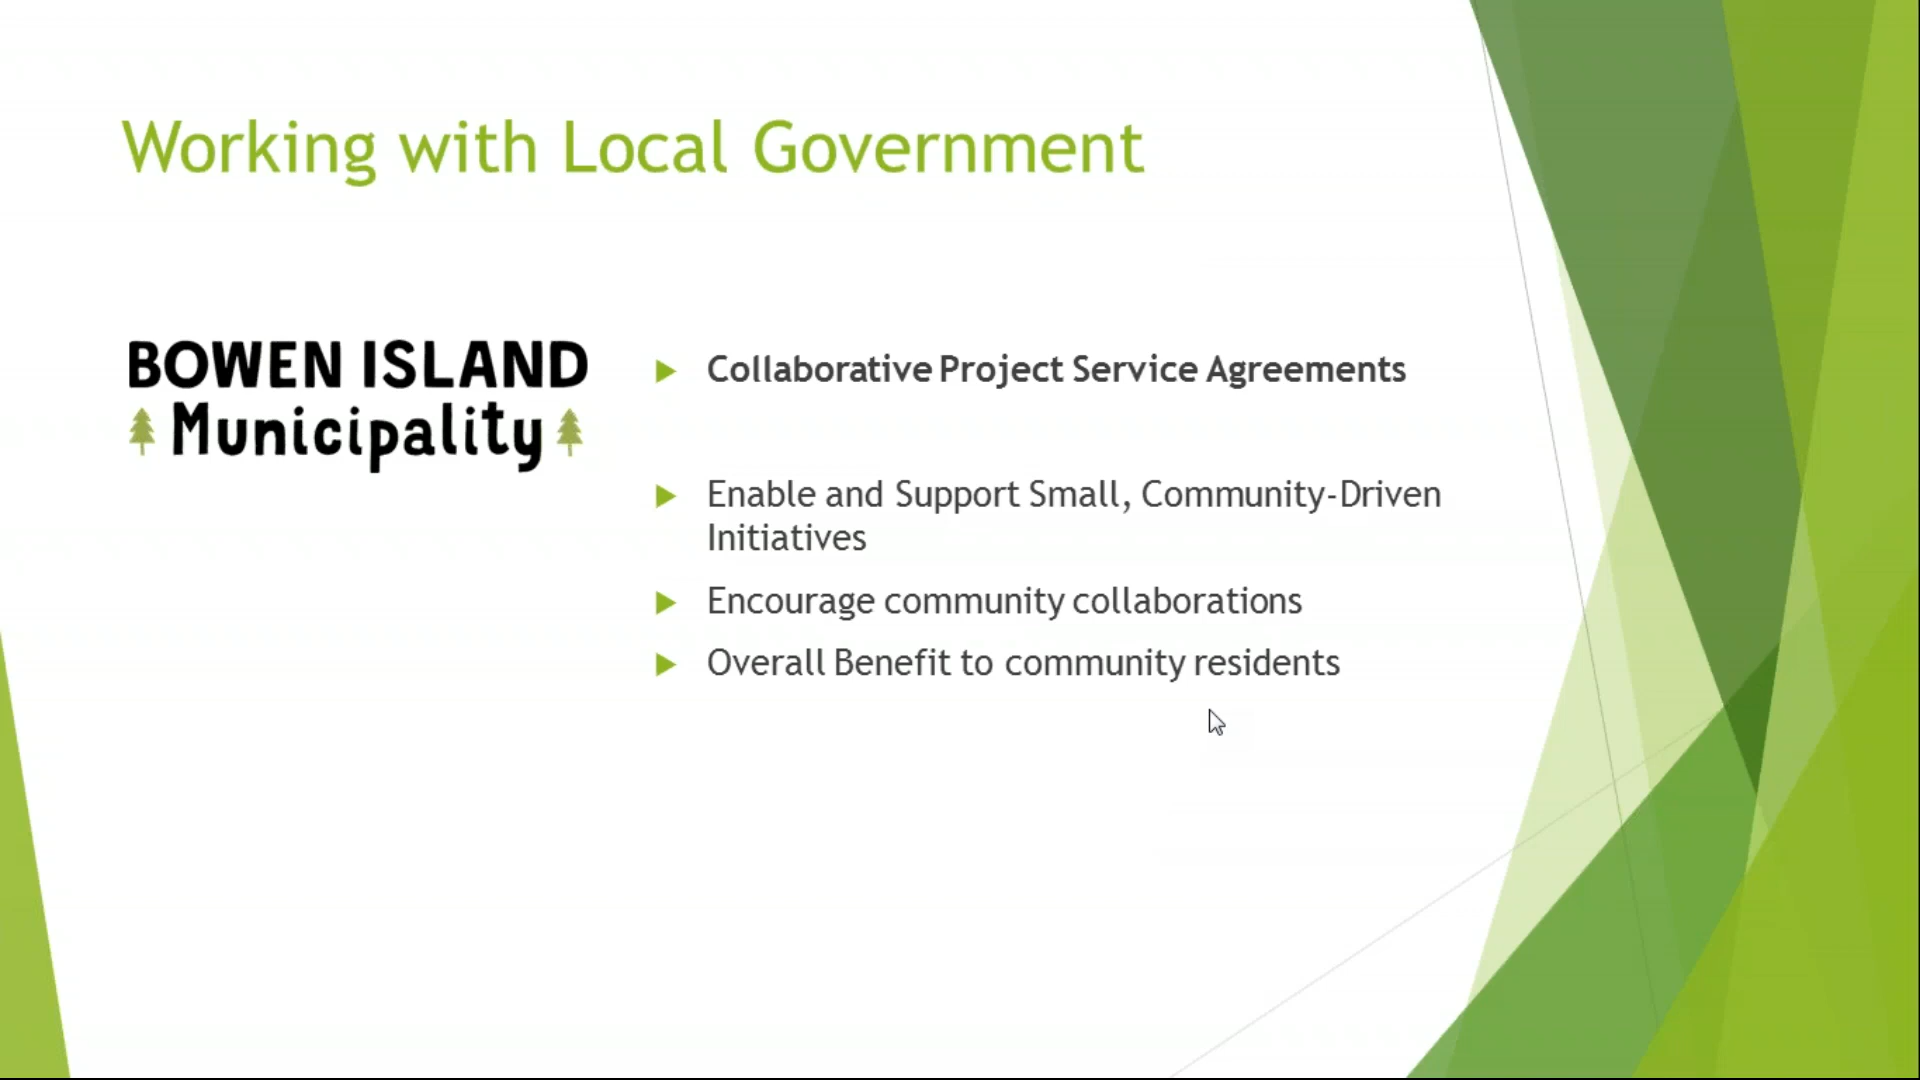 Working with Local Government
BOWEN ISLAND
Municipality
Collaborative Project Service Agreements
Enable and Support Small, Community-Driven
Initiatives
Encourage community collaborations
Overall Benefit to community residents